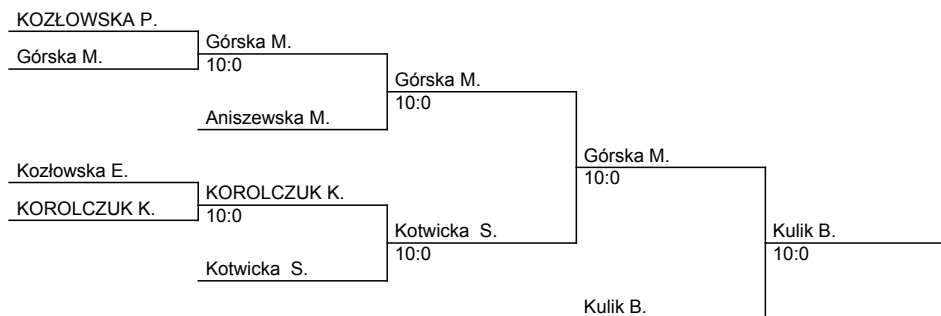 KOZŁOWSKA P.
Górska M.
Górska M.
10:0
Aniszewska M.
Górska M.
10:0
Kozłowska E.
KOROLCZUK K.
KOROLCZUK K.
10:0
Kotwicka  S.
Kotwicka  S.
10:0
Górska M.
10:0
Kulik B.
Kulik B.
10:0